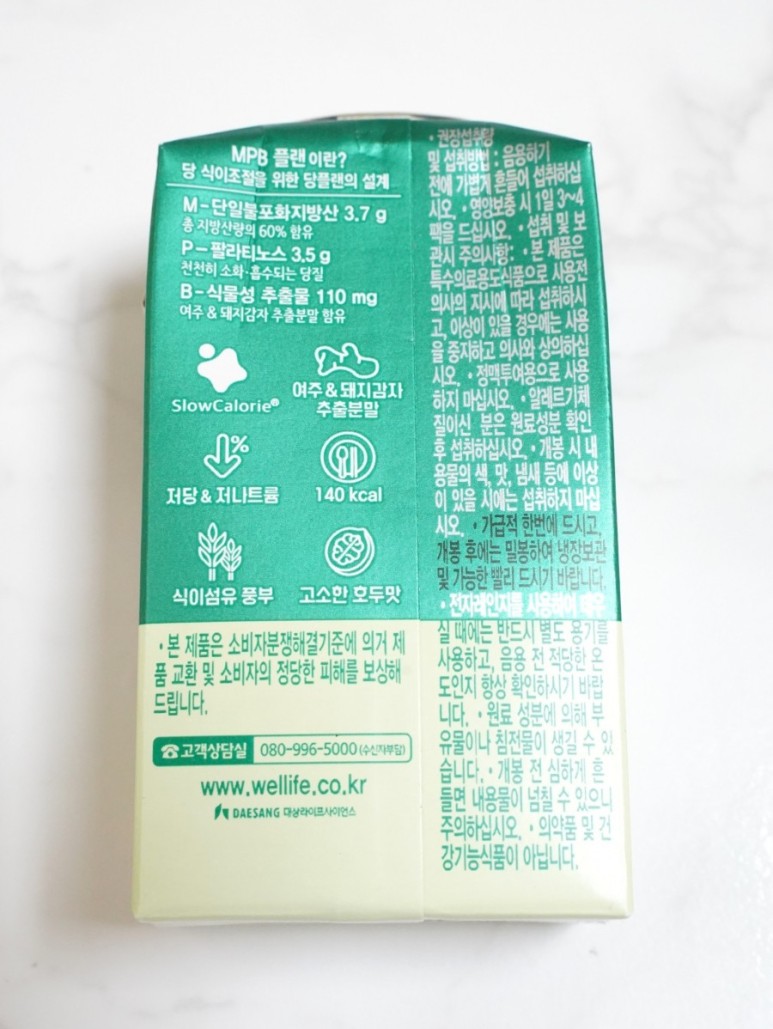 MPB 플랜 이란?
당 식이조절을 위한 당플랜의 설계
M-단일불포화지방산 3.7 g
총 지방산량의 60% 함유
P-팔라티노스 3.5 g
천천히 소화·흡수되는 당질
B-식물성 추출물 110 mg
여주 & 돼지감자 추출분말 함유
SlowCalorie®
여주 & 돼지감자
추출분말
%
저당 & 저나트륨
140 kcal
식이섬유 풍부
고소한 호두맛
• 본 제품은 소비자분쟁해결기준에 의거 제
품 교환 및 소비자의 정당한 피해를 보상해
드립니다.
☎고객상담실 080-996-5000 (수신자부담)
www.wellife.co.kr
DAESANG 대상라이프사이언스
• 권장섭취량
및 섭취방법 : 음용하기
전에 가볍게 흔들어 섭취하십
시오. • 영양보충 시 1일 3~4
팩을 드십시오. • 섭취 및 보
관시 주의사항: • 본 제품은
특수의료용도식품으로 사용전
의사의 지시에 따라 섭취하시
고, 이상이 있을 경우에는 사용
을 중지하고 의사와 상의하십
시오. • 정맥투여용으로 사용
하지 마십시오. • 알레르기체
질이신 분은 원료성분 확인
후 섭취하십시오. • 개봉 시 내
용물의 색, 맛, 냄새 등에 이상
이 있을 시에는 섭취하지 마십
시오. • 가급적 한번에 드시고,
개봉 후에는 밀봉하여 냉장보관
및 가능한 빨리 드시기 바랍니다.
• 전자레인지를 사용하여 데우
실 때에는 반드시 별도 용기를
사용하고, 음용 전 적당한 온
도인지 항상 확인하시기 바랍
니다. • 원료 성분에 의해 부
유물이나 침전물이 생길 수 있
습니다. • 개봉 전 심하게 흔
들면 내용물이 넘칠 수 있으니
주의하십시오. • 의약품 및 건
강기능식품이 아닙니다.